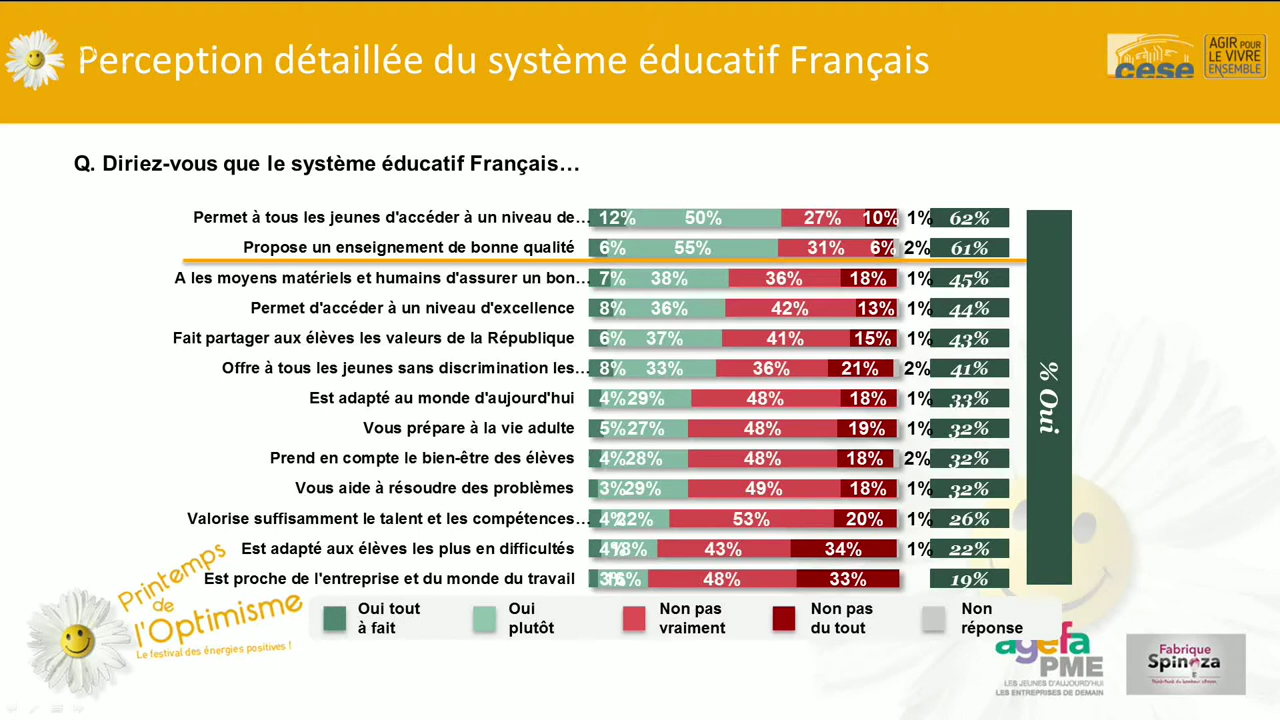 Perception détaillée du système éducatif Français
cese
AGIR POUR
LE VIVRE
ENSEMBLE
Q. Diriez-vous que le système éducatif Français…
Permet à tous les jeunes d'accéder à un niveau de… 12% 50% 27% 10% 1% 62%
Propose un enseignement de bonne qualité 6% 55% 31% 6% 2% 61%
A les moyens matériels et humains d'assurer un bon… 7% 38% 36% 18% 1% 45%
Permet d'accéder à un niveau d'excellence 8% 36% 42% 13% 1% 44%
Fait partager aux élèves les valeurs de la République 6% 37% 41% 15% 1% 43%
Offre à tous les jeunes sans discrimination les… 8% 33% 36% 21% 2% 41%
Est adapté au monde d'aujourd'hui 4% 29% 48% 18% 1% 33%
Vous prépare à la vie adulte 5% 27% 48% 19% 1% 32%
Prend en compte le bien-être des élèves 4% 28% 48% 18% 2% 32%
Vous aide à résoudre des problèmes 3% 29% 49% 18% 1% 32%
Valorise suffisamment le talent et les compétences… 4% 22% 53% 20% 1% 26%
Est adapté aux élèves les plus en difficultés 4% 18% 43% 34% 1% 22%
Est proche de l'entreprise et du monde du travail 3% 16% 48% 33% 19%
% Oui
Oui tout
à fait
Oui
plutôt
Non pas
vraiment
Non pas
du tout
Non
réponse
Printemps
de
l'Optimisme
Le festival des énergies positives !
agefa
PME
LES JEUNES D'AUJOURD'HUI
LES ENTREPRISES DE DEMAIN
Fabrique
Spinoza